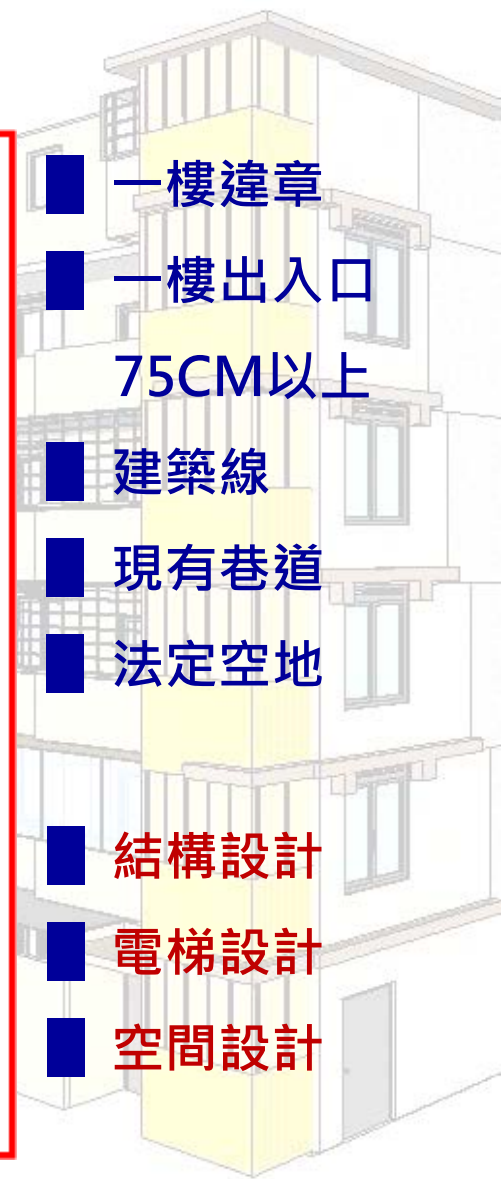 一樓違章
一樓出入口
75CM以上
建築線
現有巷道
法定空地
結構設計
電梯設計
空間設計